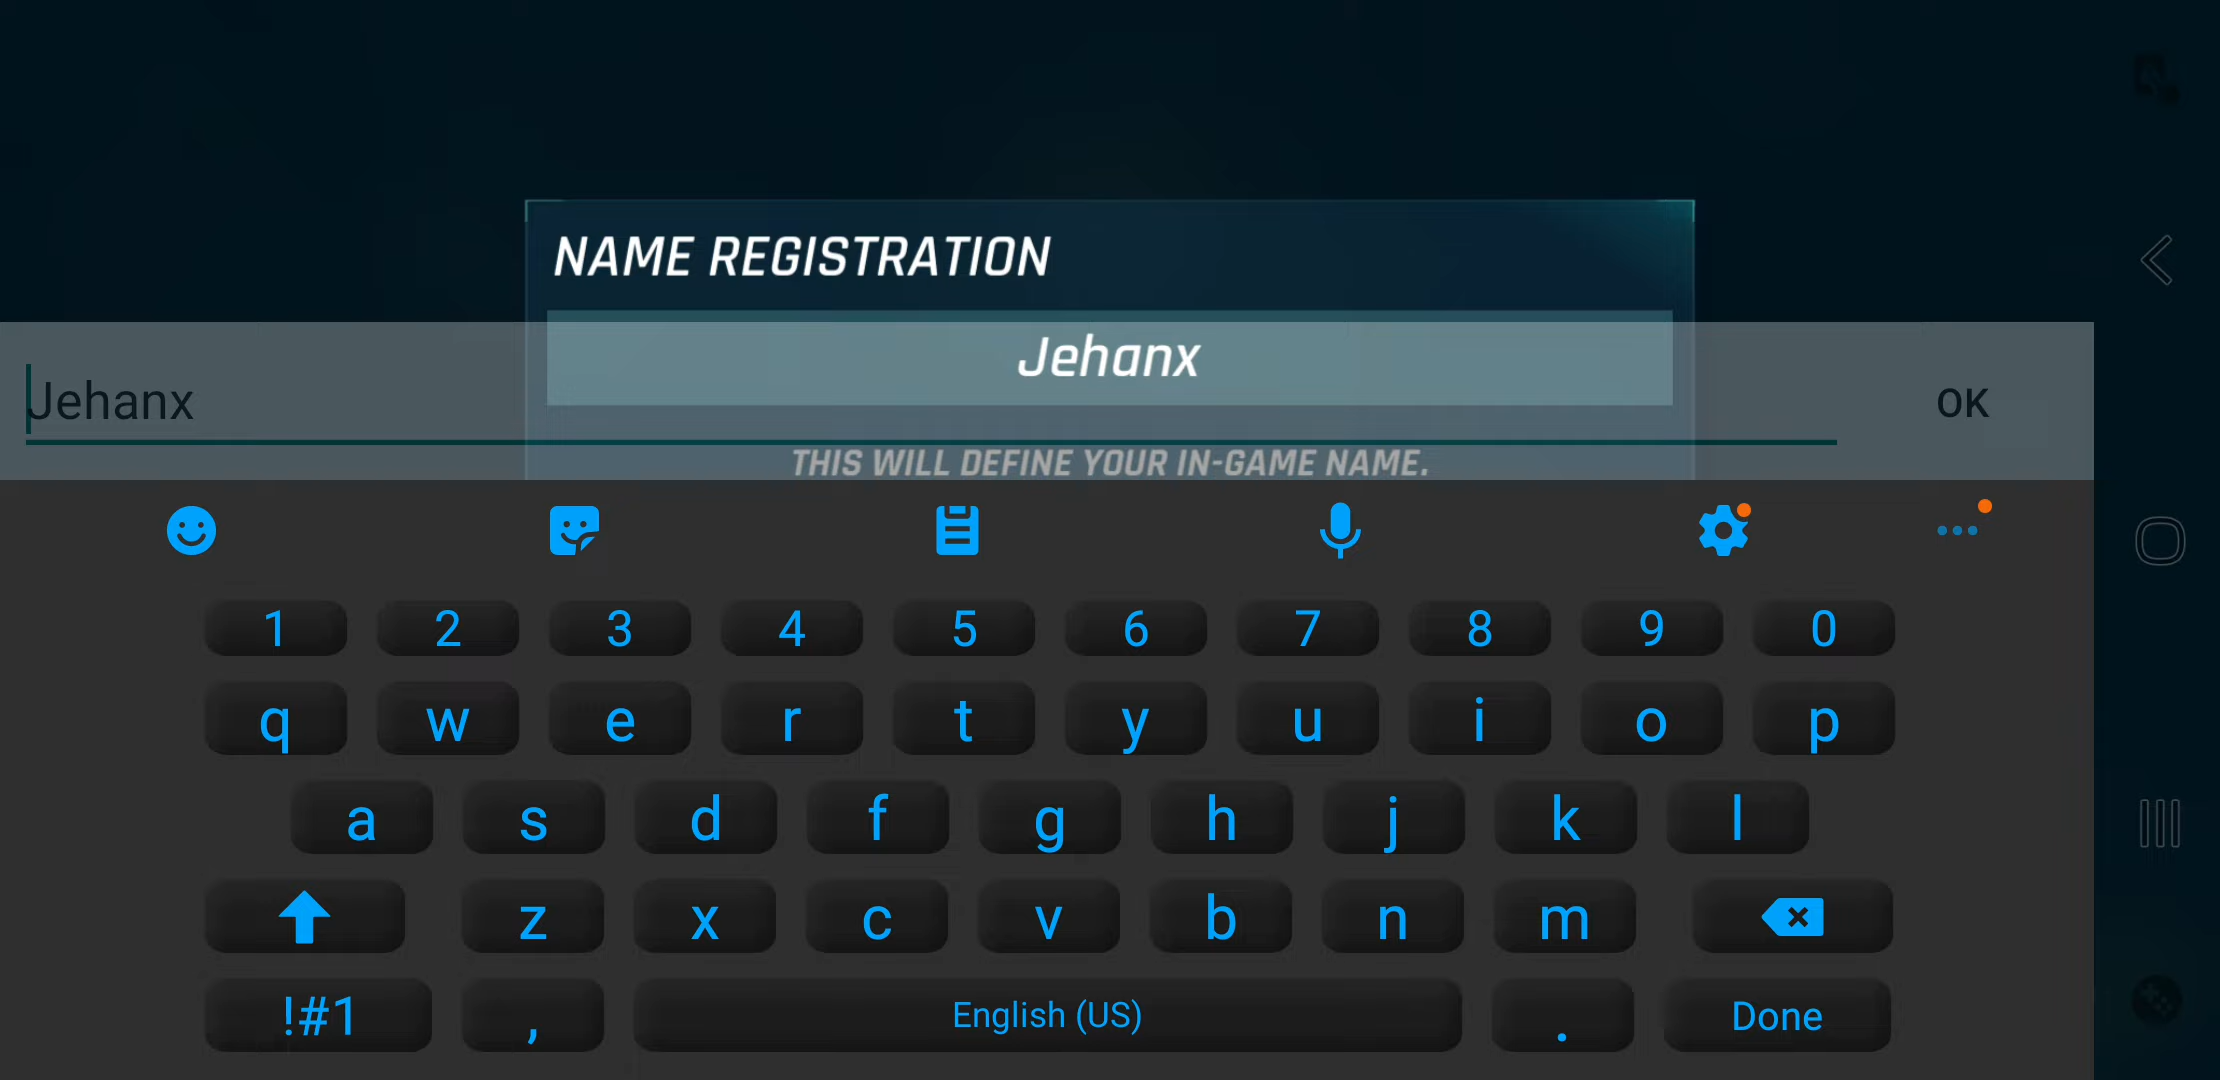 NAME REGISTRATION
Jehanx
Jehanx
OK
THIS WILL DEFINE YOUR IN-GAME NAME.
1 2 3 4 5 6 7 8 9 0
q w e r t y u i o p
a s d f g h j k l
z x c v b n m
!#1 , English (US) . Done